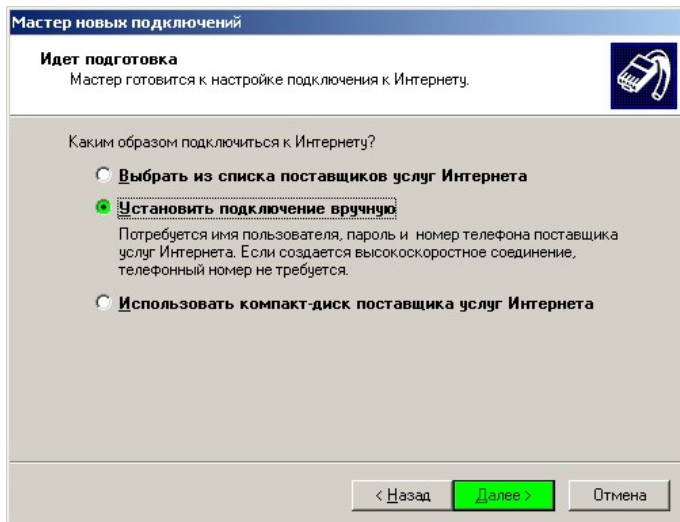 Мастер новых подключений
Идет подготовка
Мастер готовится к настройке подключения к Интернету.
Каким образом подключиться к Интернету?
Выбрать из списка поставщиков услуг Интернета
Установить подключение вручную
Потребуется имя пользователя, пароль и номер телефона поставщика
услуг Интернета. Если создается высокоскоростное соединение,
телефонный номер не требуется.
Использовать компакт-диск поставщика услуг Интернета
< Назад Далее > Отмена